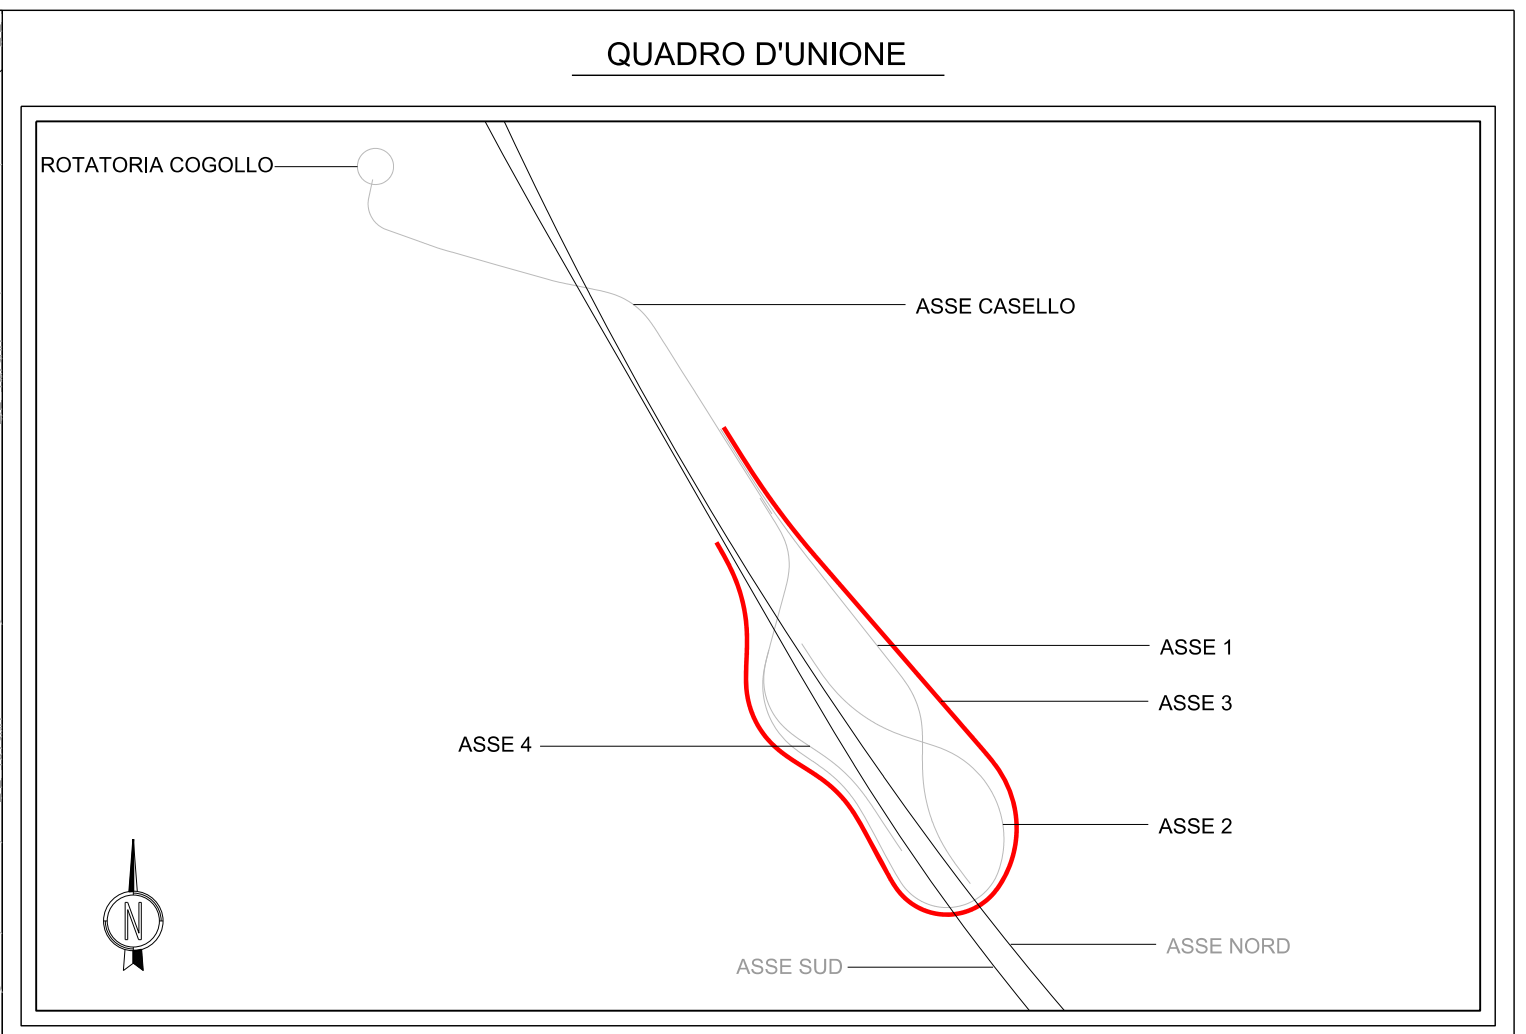 QUADRO D'UNIONE
ROTATORIA COGOLLO
ASSE CASELLO
ASSE 1
ASSE 3
ASSE 4
ASSE 2
ASSE NORD
ASSE SUD
N